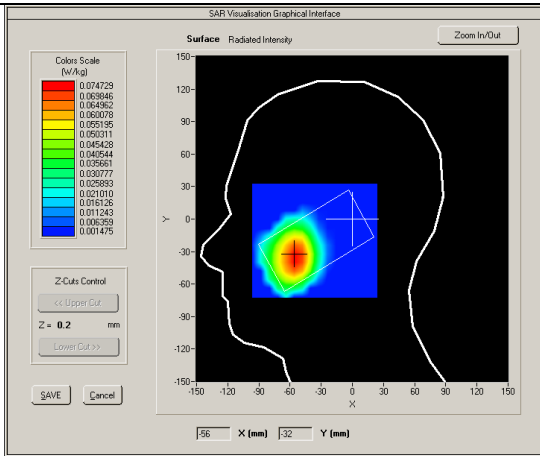 SAR Visualisation Graphical Interface
Surface Radiated Intensity
Zoom In/Out
Colors Scale
(W/kg)
0.074729
0.069846
0.064962
0.060078
0.055195
0.050311
0.045428
0.040544
0.035661
0.030777
0.025893
0.021010
0.016126
0.011243
0.006359
0.001475
150
120
90
60
30
0
-30
-60
-90
-120
-150
Y
-150 -120 -90 -60 -30 0 30 60 90 120 150
X
Z-Cuts Control
<< Upper Cut
Z = 0.2 mm
Lower Cut >>
SAVE Cancel
-56 X (mm) -32 Y (mm)